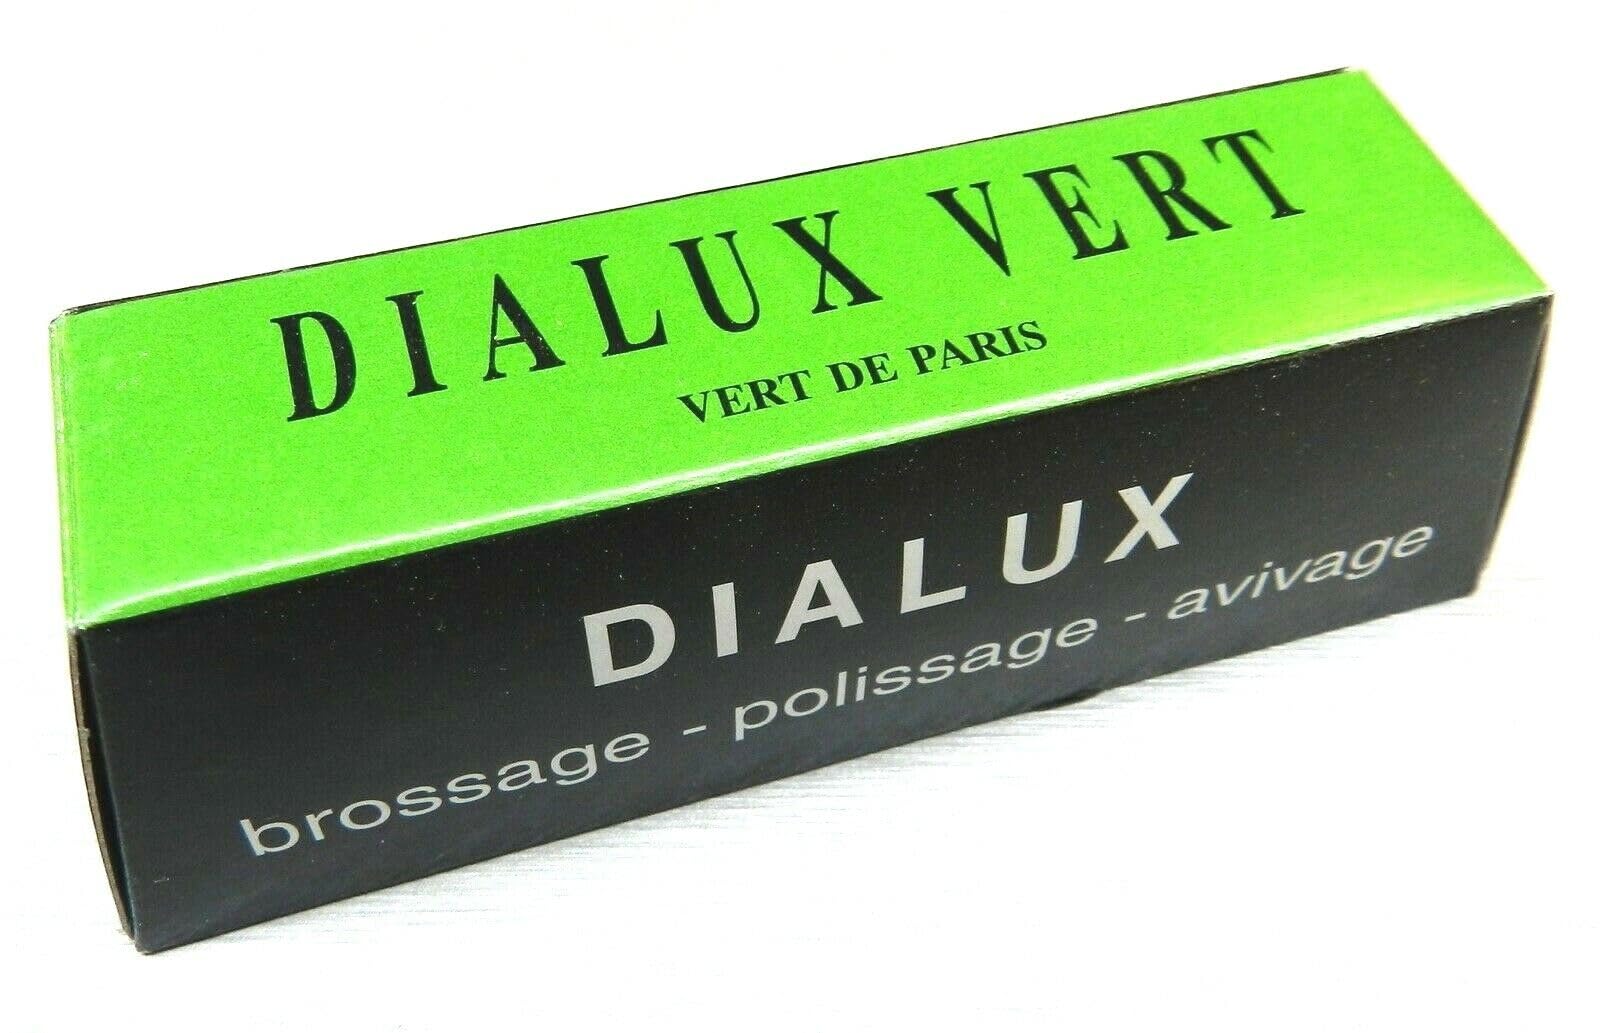 DIALUX VERT
VERT DE PARIS
DIALUX
brossage - polissage - avivage